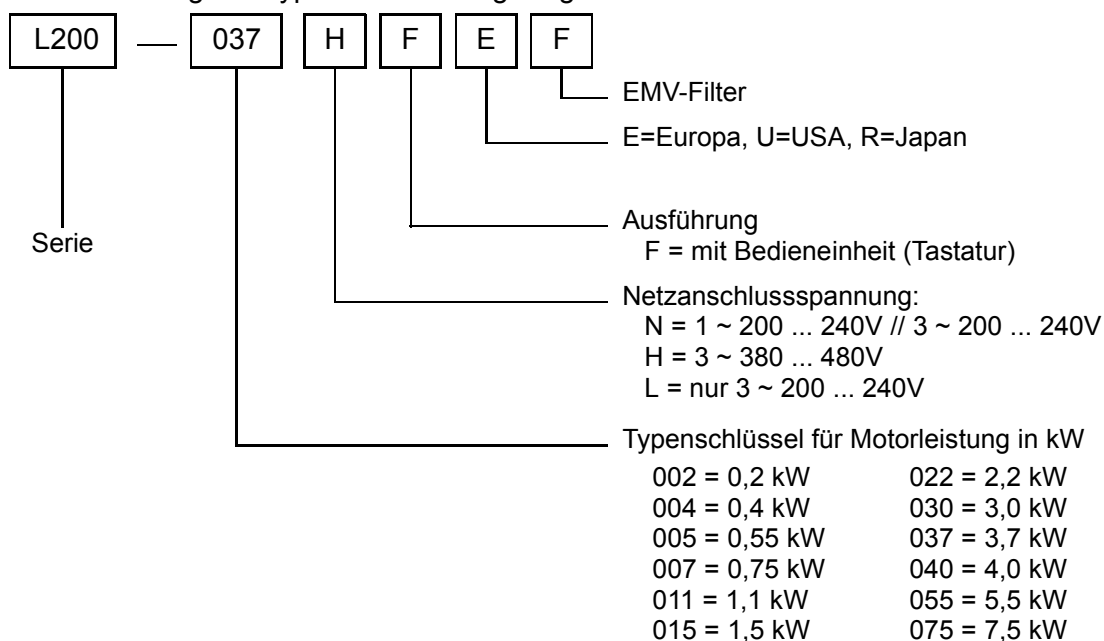 L200 — 037 H F E F
EMV-Filter
E=Europa, U=USA, R=Japan
Ausführung
F = mit Bedieneinheit (Tastatur)
Serie
Netzanschlussspannung:
N = 1 ~ 200 ... 240V // 3 ~ 200 ... 240V
H = 3 ~ 380 ... 480V
L = nur 3 ~ 200 ... 240V
Typenschlüssel für Motorleistung in kW
002 = 0,2 kW 022 = 2,2 kW
004 = 0,4 kW 030 = 3,0 kW
005 = 0,55 kW 037 = 3,7 kW
007 = 0,75 kW 040 = 4,0 kW
011 = 1,1 kW 055 = 5,5 kW
015 = 1,5 kW 075 = 7,5 kW